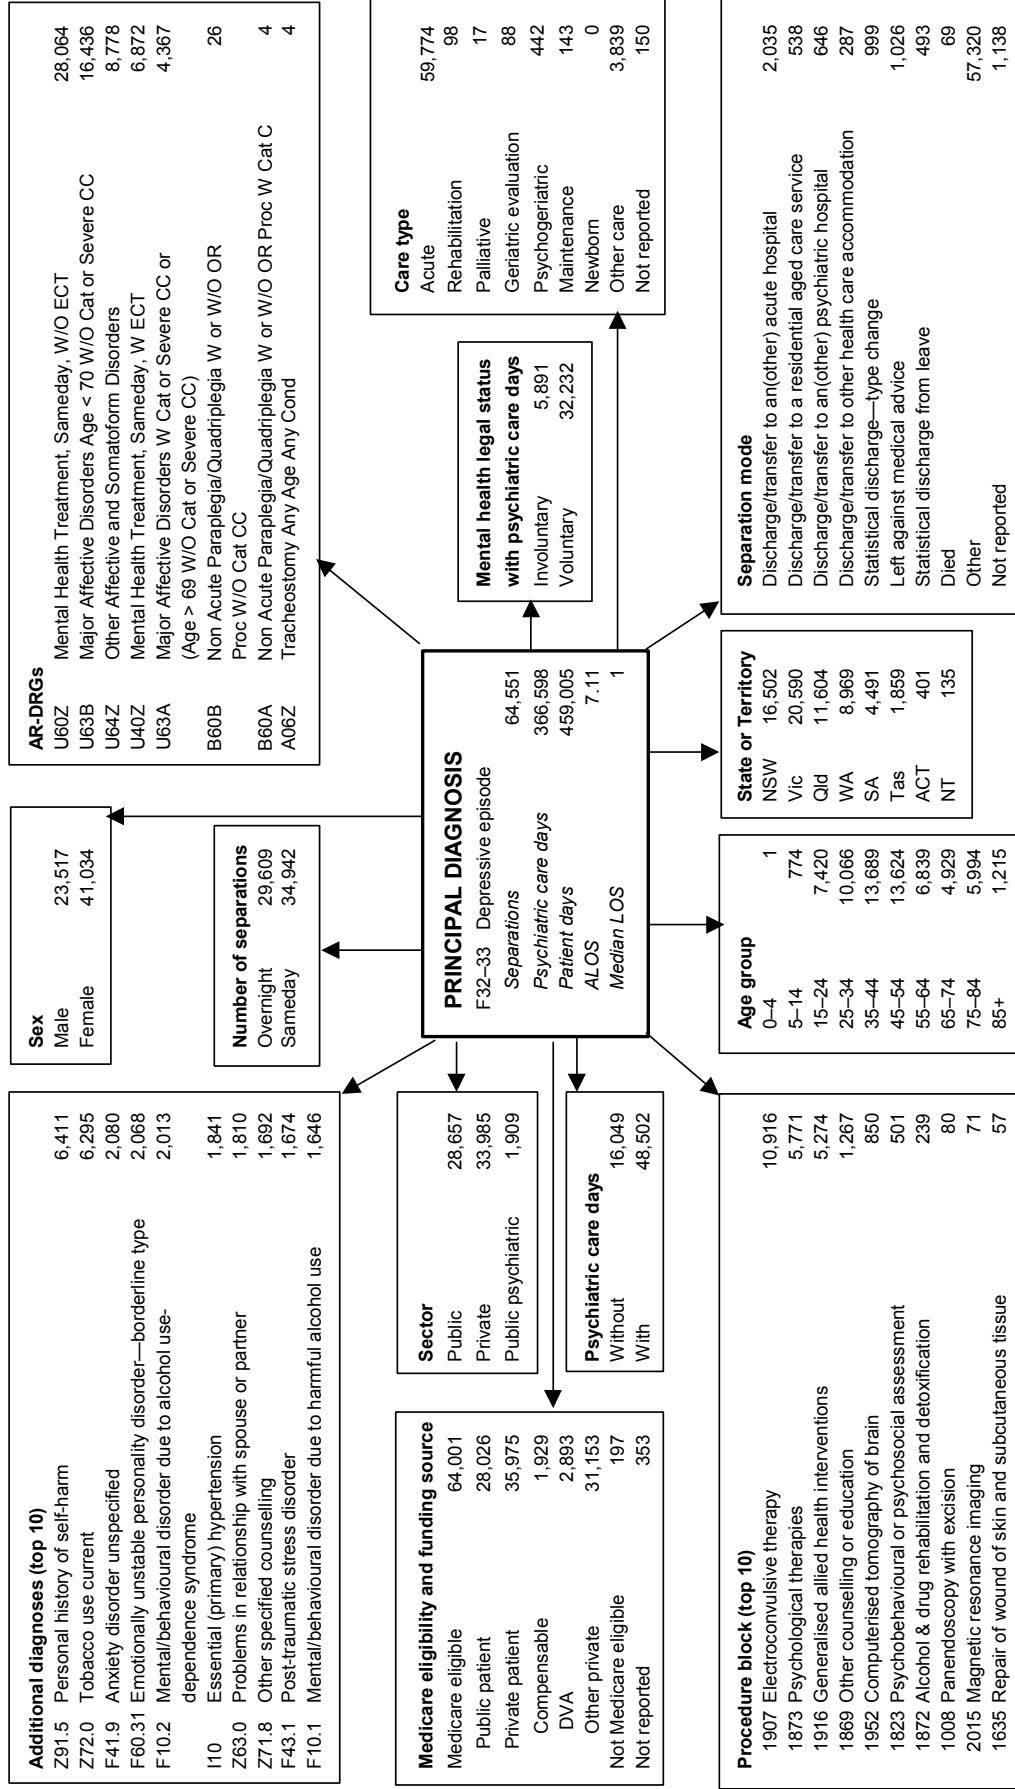 Additional diagnoses (top 10)
Z91.5 Personal history of self-harm 6,411
Z72.0 Tobacco use current 6,295
F41.9 Anxiety disorder unspecified 2,080
F60.31 Emotionally unstable personality disorder—borderline type 2,068
F10.2 Mental/behavioural disorder due to alcohol use- 2,013
dependence syndrome
I10 Essential (primary) hypertension 1,841
Z63.0 Problems in relationship with spouse or partner 1,810
Z71.8 Other specified counselling 1,692
F43.1 Post-traumatic stress disorder 1,674
F10.1 Mental/behavioural disorder due to harmful alcohol use 1,646
Sex
Male 23,517
Female 41,034
Number of separations
Overnight 29,609
Sameday 34,942
AR-DRGs
U60Z Mental Health Treatment, Sameday, W/O ECT 28,064
U63B Major Affective Disorders Age < 70 W/O Cat or Severe CC 16,436
U64Z Other Affective and Somatoform Disorders 8,778
U40Z Mental Health Treatment, Sameday, W ECT 6,872
U63A Major Affective Disorders W Cat or Severe CC or 4,367
(Age > 69 W/O Cat or Severe CC)
B60B Non Acute Paraplegia/Quadriplegia W or W/O OR 26
Proc W/O Cat CC
B60A Non Acute Paraplegia/Quadriplegia W or W/O OR Proc W Cat C 4
A06Z Tracheostomy Any Age Any Cond 4
Medicare eligibility and funding source
Medicare eligible 64,001
Public patient 28,026
Private patient 35,975
Compensable 1,929
DVA 2,893
Other private 31,153
Not Medicare eligible 197
Not reported 353
Sector
Public 28,657
Private 33,985
Public psychiatric 1,909
Psychiatric care days
Without 16,049
With 48,502
PRINCIPAL DIAGNOSIS
F32–33 Depressive episode
Separations 64,551
Psychiatric care days 366,598
Patient days 459,005
ALOS 7.11
Median LOS 1
Mental health legal status
with psychiatric care days
Involuntary 5,891
Voluntary 32,232
Care type
Acute 59,774
Rehabilitation 98
Palliative 17
Geriatric evaluation 88
Psychogeriatric 442
Maintenance 143
Newborn 0
Other care 3,839
Not reported 150
Procedure block (top 10)
1907 Electroconvulsive therapy 10,916
1873 Psychological therapies 5,771
1916 Generalised allied health interventions 5,274
1869 Other counselling or education 1,267
1952 Computerised tomography of brain 850
1823 Psychobehavioural or psychosocial assessment 501
1872 Alcohol & drug rehabilitation and detoxification 239
1008 Panendoscopy with excision 80
2015 Magnetic resonance imaging 71
1635 Repair of wound of skin and subcutaneous tissue 57
Age group
0–4 1
5–14 774
15–24 7,420
25–34 10,066
35–44 13,689
45–54 13,624
55–64 6,839
65–74 4,929
75–84 5,994
85+ 1,215
State or Territory
NSW 16,502
Vic 20,590
Qld 11,604
WA 8,969
SA 4,491
Tas 1,859
ACT 401
NT 135
Separation mode
Discharge/transfer to an(other) acute hospital 2,035
Discharge/transfer to a residential aged care service 538
Discharge/transfer to an(other) psychiatric hospital 646
Discharge/transfer to other health care accommodation 287
Statistical discharge—type change 999
Left against medical advice 1,026
Statistical discharge from leave 493
Died 69
Other 57,320
Not reported 1,138